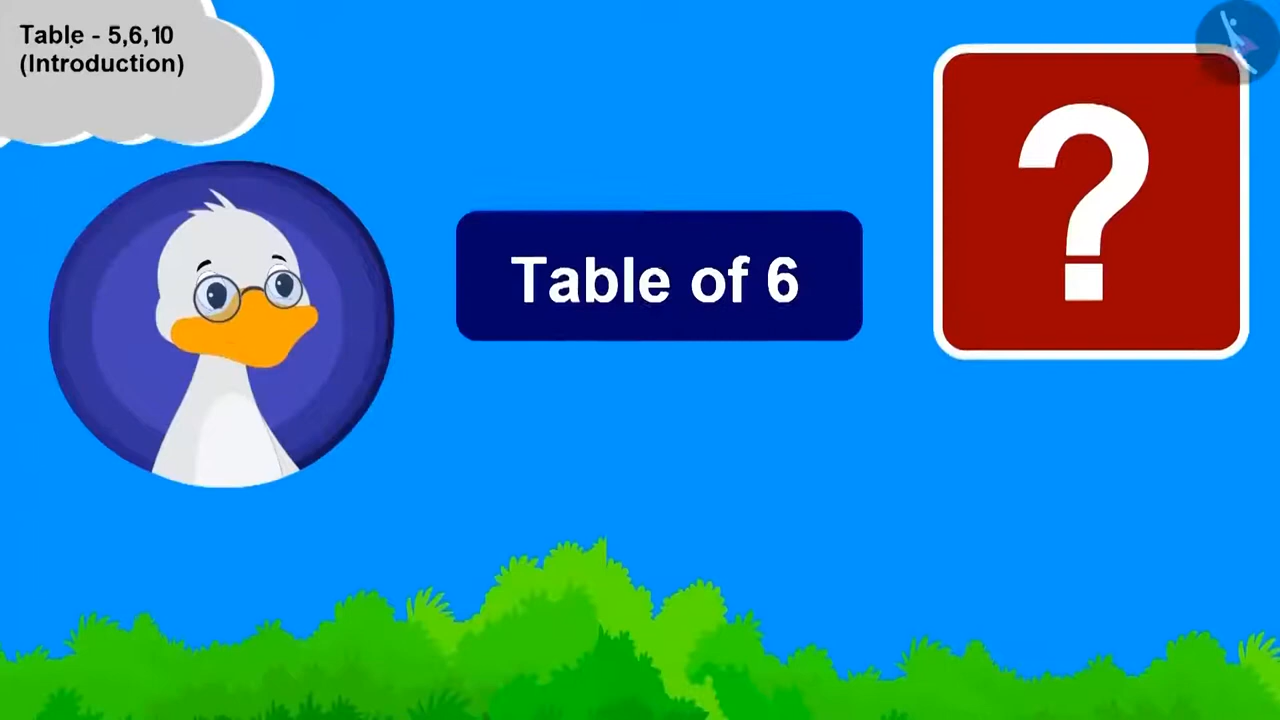 Table - 5,6,10
(Introduction)
Table of 6
?